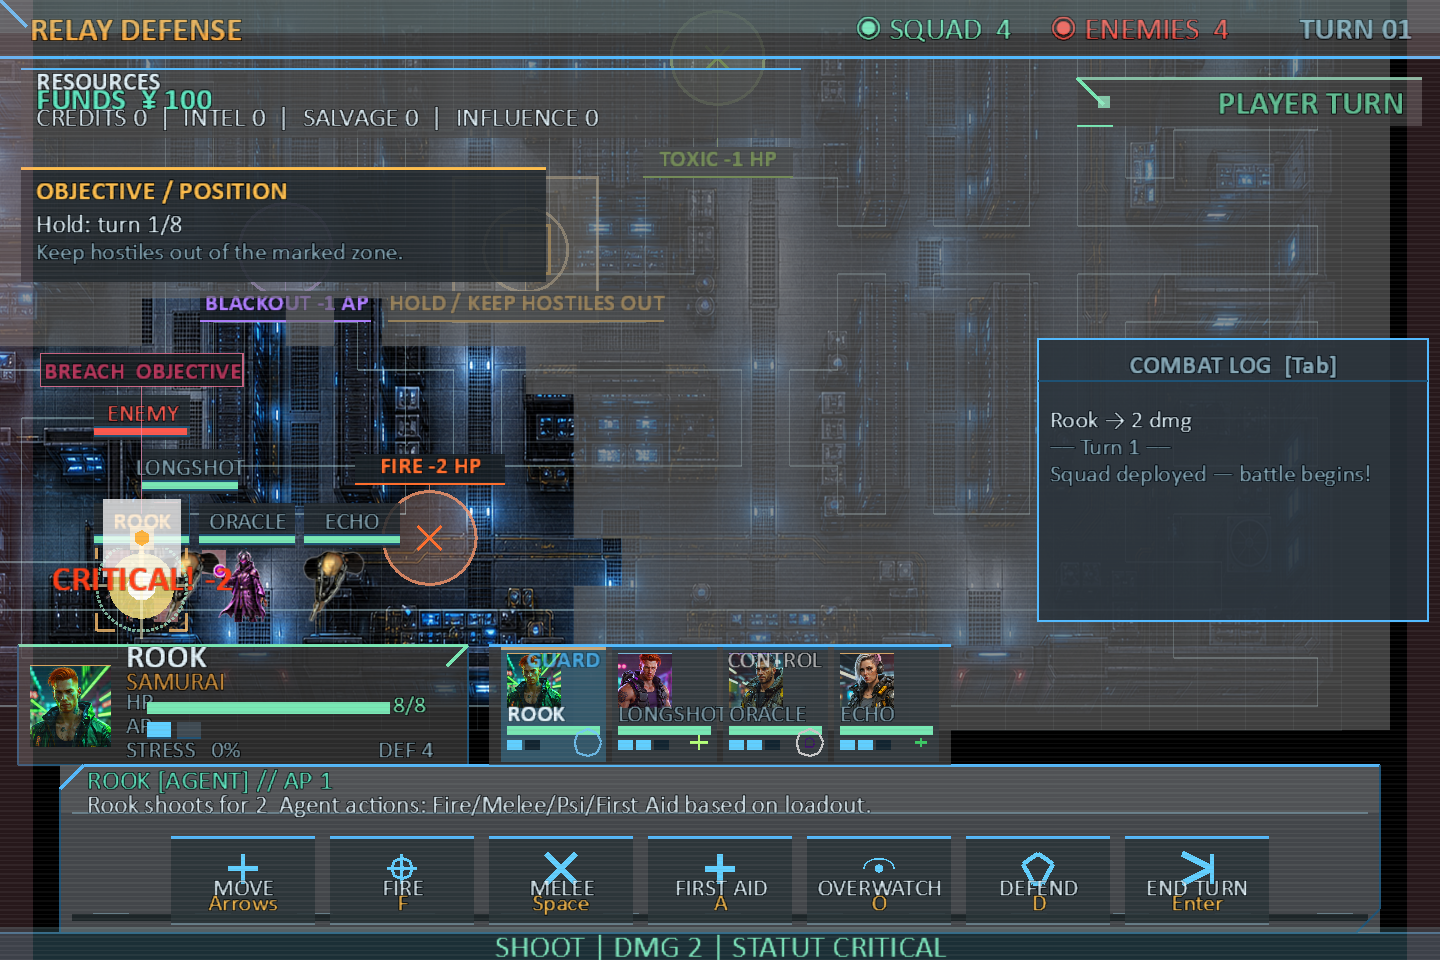 RELAY DEFENSE
SQUAD 4
ENEMIES 4
TURN 01
RESOURCES
FUNDS ¥ 100
CREDITS 0 | INTEL 0 | SALVAGE 0 | INFLUENCE 0
PLAYER TURN
TOXIC -1 HP
OBJECTIVE / POSITION
Hold: turn 1/8
Keep hostiles out of the marked zone.
BLACKOUT -1 AP
HOLD / KEEP HOSTILES OUT
BREACH OBJECTIVE
ENEMY
LONGSHOT
FIRE -2 HP
ROOK
ORACLE
ECHO
CRITICAL! -2
COMBAT LOG [Tab]
Rook → 2 dmg
— Turn 1 —
Squad deployed — battle begins!
ROOK
SAMURAI
HP
8/8
AP
STRESS 0%
DEF 4
GUARD
ROOK
LONGSHOT
CONTROL
ORACLE
ECHO
ROOK [AGENT] // AP 1
Rook shoots for 2 Agent actions: Fire/Melee/Psi/First Aid based on loadout.
MOVE
Arrows
FIRE
F
MELEE
Space
FIRST AID
A
OVERWATCH
O
DEFEND
D
END TURN
Enter
SHOOT | DMG 2 | STATUT CRITICAL